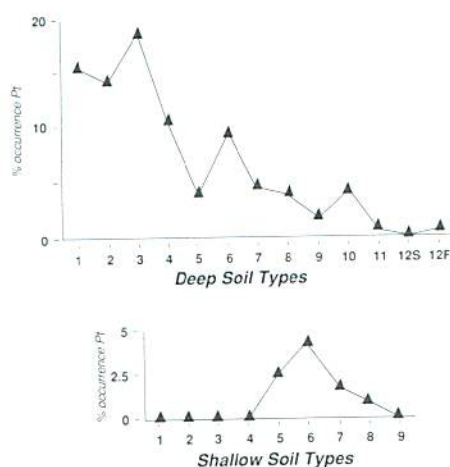 20
10
0
% occurrence Pt
1 2 3 4 5 6 7 8 9 10 11 12S 12F
Deep Soil Types
5
2.5
0
% occurrence Pt
1 2 3 4 5 6 7 8 9
Shallow Soil Types